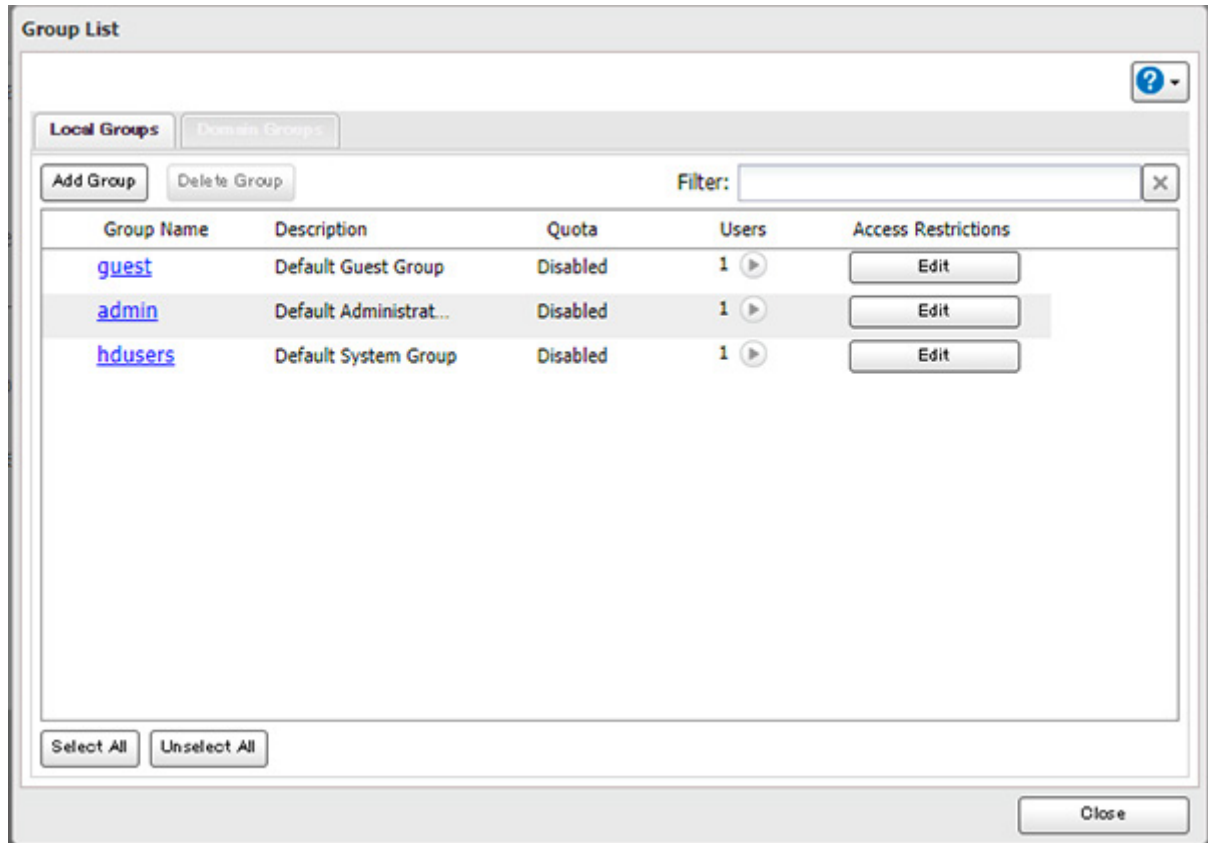 Group List
?
Local Groups Domain Groups
Add Group Delete Group Filter:
Group Name Description Quota Users Access Restrictions
guest Default Guest Group Disabled 1 Edit
admin Default Administrat... Disabled 1 Edit
hdusers Default System Group Disabled 1 Edit
Select All Unselect All
Close